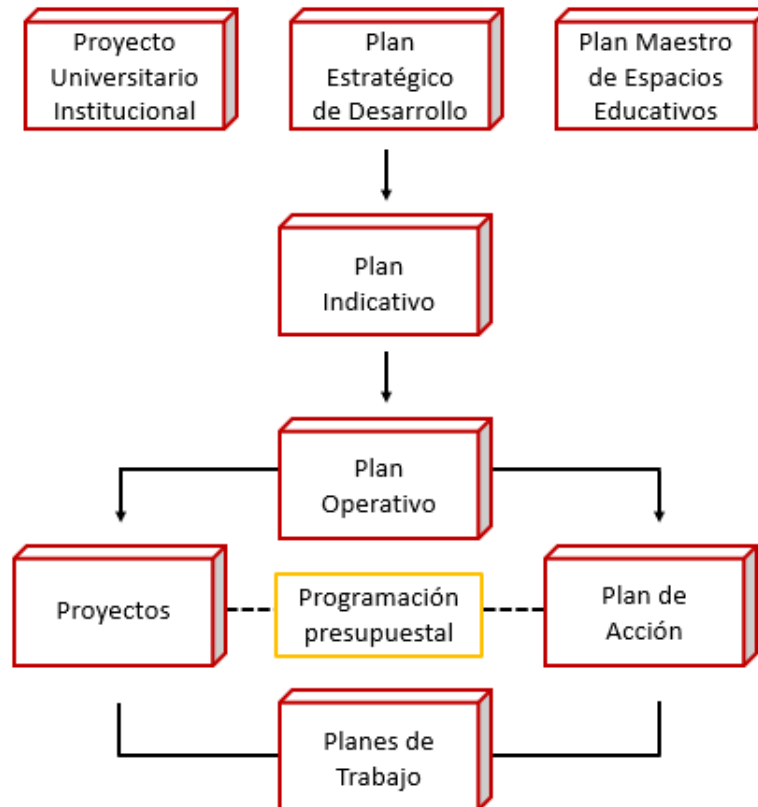 Proyecto
Universitario
Institucional
Plan
Estratégico
de Desarrollo
Plan Maestro
de Espacios
Educativos
Plan
Indicativo
Plan
Operativo
Proyectos
Programación
presupuestal
Plan de
Acción
Planes de
Trabajo